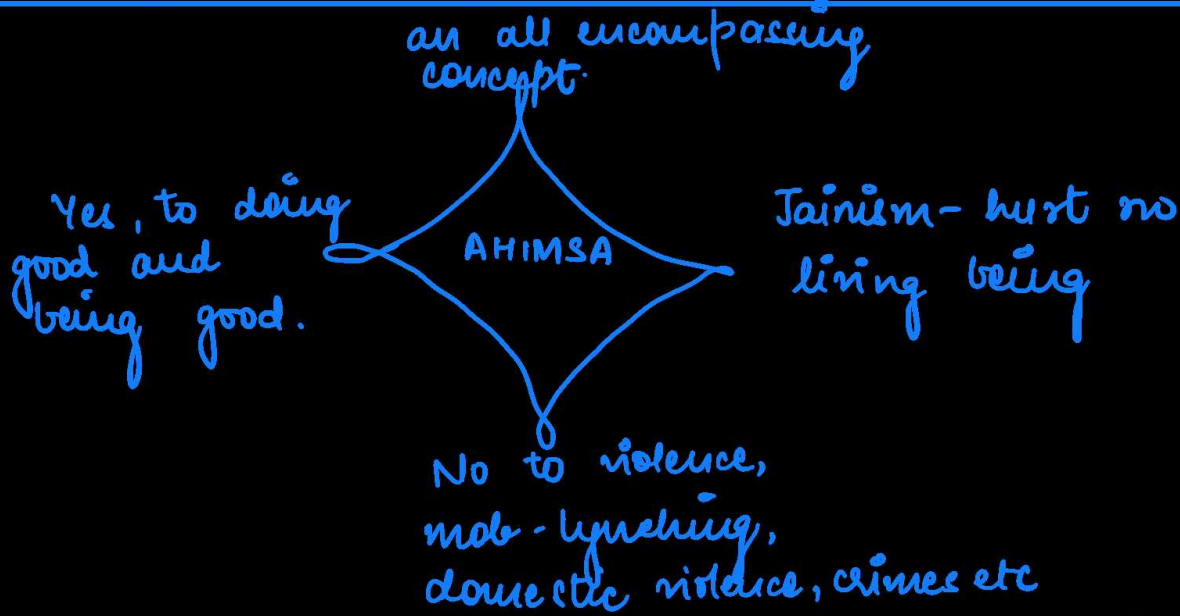 an all encompassing
concept.
Yes, to doing
good and
being good.
AHIMSA
Jainism - hurt no
living being
No to violence,
mob-lynching,
domestic violence, crimes etc